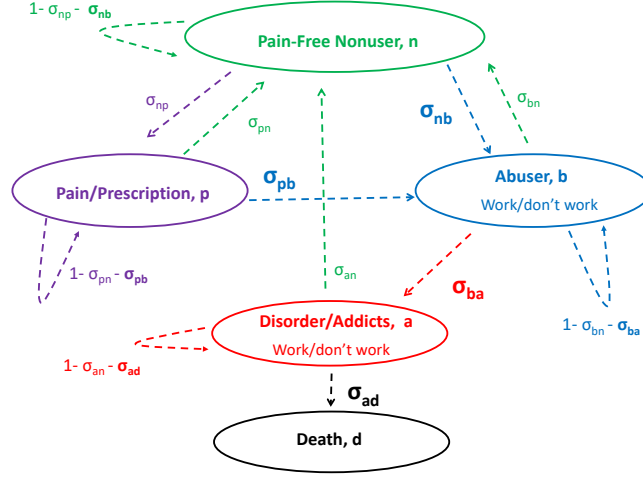 1- σnp - σnb
Pain-Free Nonuser, n
σnp
σpn
σnb
σbn
Pain/Prescription, p
σpb
Abuser, b
Work/don't work
1- σpn - σpb
σan
σba
1- σbn - σba
Disorder/Addicts, a
Work/don't work
1- σan - σad
σad
Death, d